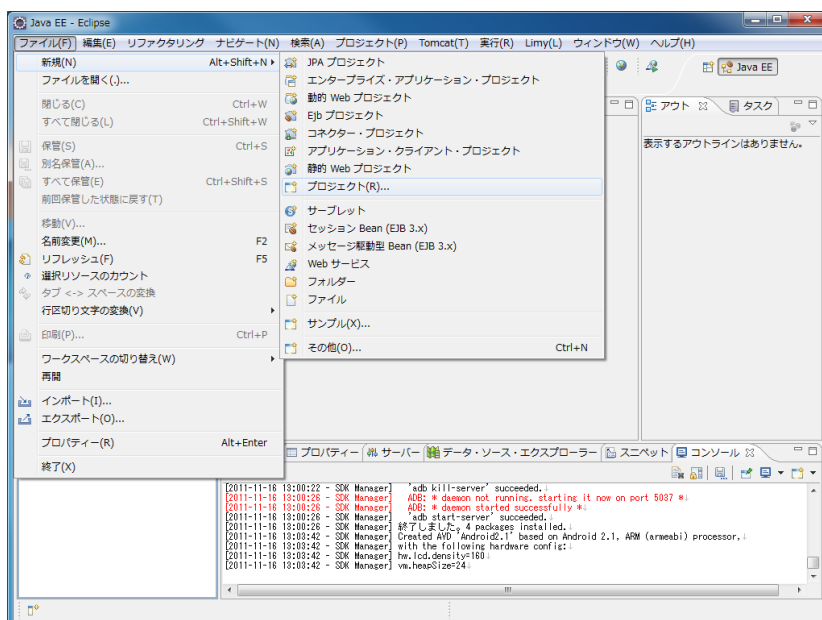 Java EE - Eclipse
ファイル(F) 編集(E) リファクタリング ナビゲート(N) 検索(A) プロジェクト(P) Tomcat(T) 実行(R) Limy(L) ウィンドウ(W) ヘルプ(H)
新規(N) Alt+Shift+N
ファイルを開く(.)...
閉じる(C) Ctrl+W
すべて閉じる(L) Ctrl+Shift+W
保管(S) Ctrl+S
別名保管(A)...
すべて保管(E) Ctrl+Shift+S
前回保管した状態に戻す(T)
移動(V)...
名前変更(M)... F2
リフレッシュ(F) F5
選択リソースのカウント
タブ <-> スペースの変換
行区切り文字の変換(V)
印刷(P)... Ctrl+P
ワークスペースの切り替え(W)
再開
インポート(I)...
エクスポート(O)...
プロパティー(R) Alt+Enter
終了(X)
JPA プロジェクト
エンタープライズ・アプリケーション・プロジェクト
動的 Web プロジェクト
Ejb プロジェクト
コネクター・プロジェクト
アプリケーション・クライアント・プロジェクト
静的 Web プロジェクト
プロジェクト(R)...
サーブレット
セッション Bean (EJB 3.x)
メッセージ駆動型 Bean (EJB 3.x)
Web サービス
フォルダー
ファイル
サンプル(X)...
その他(O)... Ctrl+N
Java EE
アウト タスク
表示するアウトラインはありません。
プロパティー サーバー データ・ソース・エクスプローラー スニペット コンソール
[2011-11-16 13:00:22 - SDK Manager] 'adb kill-server' succeeded.
[2011-11-16 13:00:26 - SDK Manager] ADB: * daemon not running. starting it now on port 5037 *
[2011-11-16 13:00:26 - SDK Manager] ADB: * daemon started successfully *
[2011-11-16 13:00:26 - SDK Manager] 'adb start-server' succeeded.
[2011-11-16 13:00:26 - SDK Manager] 終了しました。4 packages installed.
[2011-11-16 13:03:42 - SDK Manager] Created AVD 'Android2.1' based on Android 2.1, ARM (armeabi) processor,
[2011-11-16 13:03:42 - SDK Manager] with the following hardware config:
[2011-11-16 13:03:42 - SDK Manager] hw.lcd.density=160
[2011-11-16 13:03:42 - SDK Manager] vm.heapSize=24